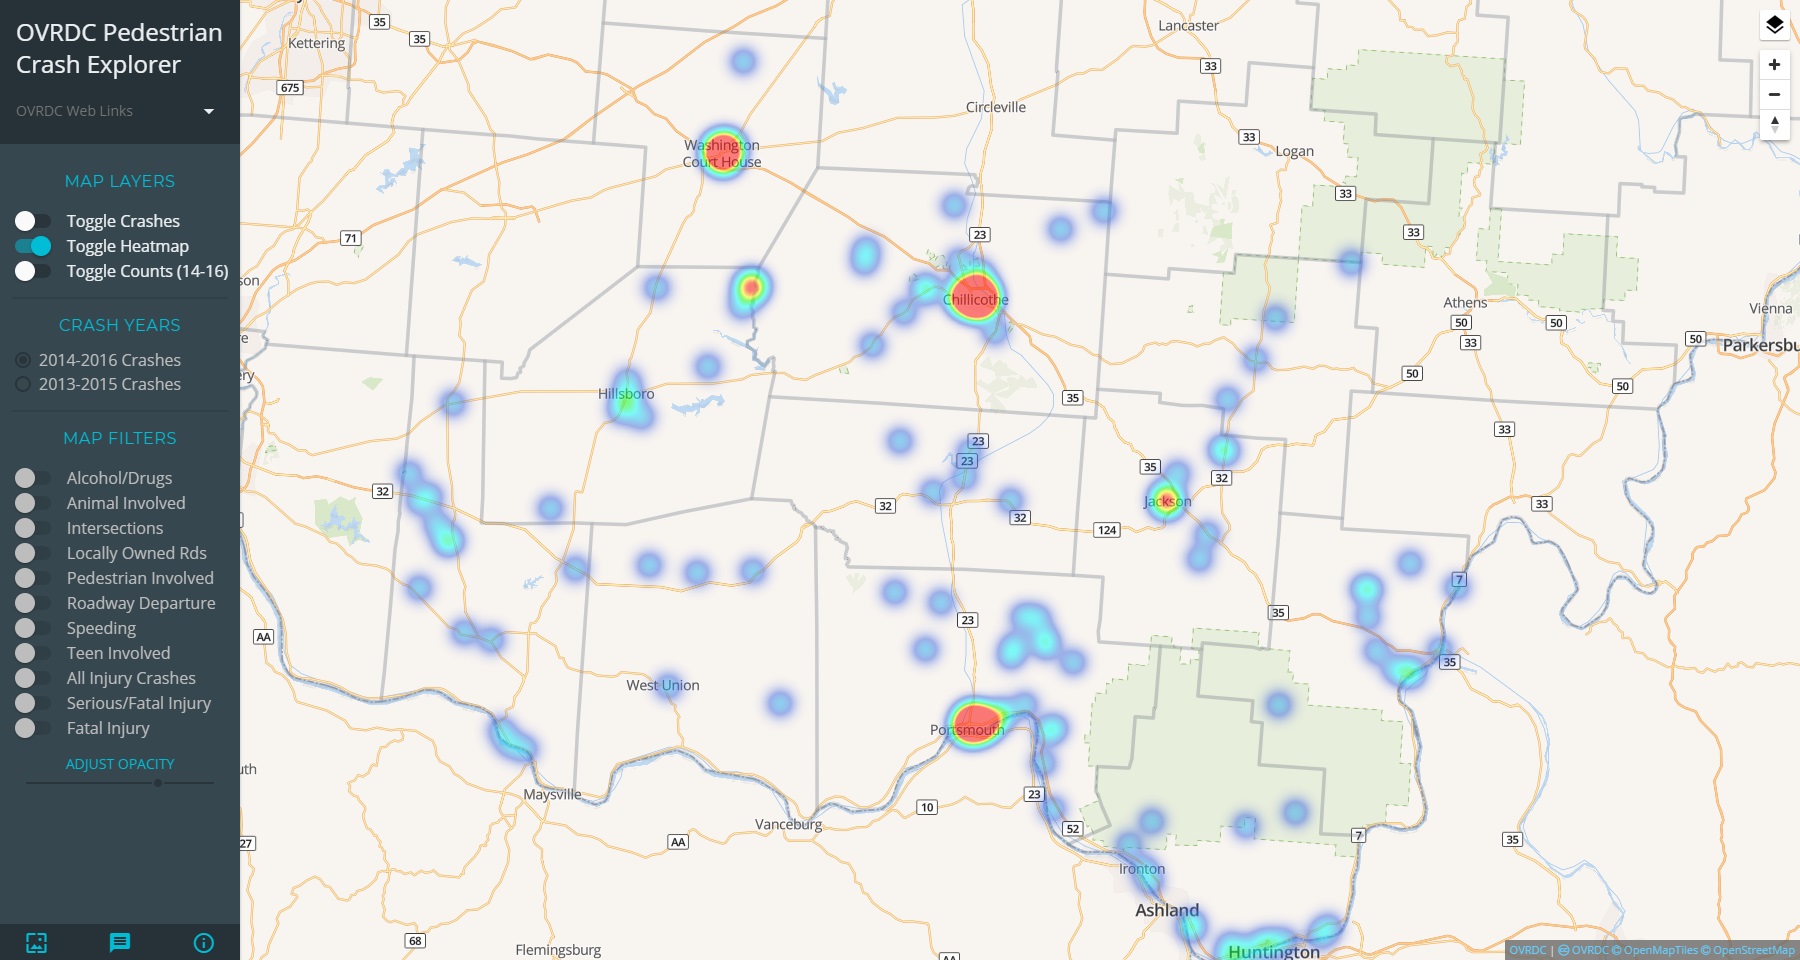 OVRDC Pedestrian
Crash Explorer
OVRDC Web Links
MAP LAYERS
Toggle Crashes
Toggle Heatmap
Toggle Counts (14-16)
CRASH YEARS
2014-2016 Crashes
2013-2015 Crashes
MAP FILTERS
Alcohol/Drugs
Animal Involved
Intersections
Locally Owned Rds
Pedestrian Involved
Roadway Departure
Speeding
Teen Involved
All Injury Crashes
Serious/Fatal Injury
Fatal Injury
ADJUST OPACITY
35
Lancaster
Kettering
35
33
675
Circleville
33
Washington
Court House
Logan
33
71
23
33
son
Chillicothe
Athens
Vienna
50
50
33
50
Parkersbu
re
ery
50
50
Hillsboro
35
33
23
23
35
32
32
Jackson
32
33
32
124
7
35
23
AA
35
West Union
Portsmouth
uth
Maysville
23
10
Vanceburg
52
7
35
27
AA
Ironton
Ashland
68
Flemingsburg
AA
Huntington
OVRDC | © OVRDC © OpenMapTiles © OpenStreetMap